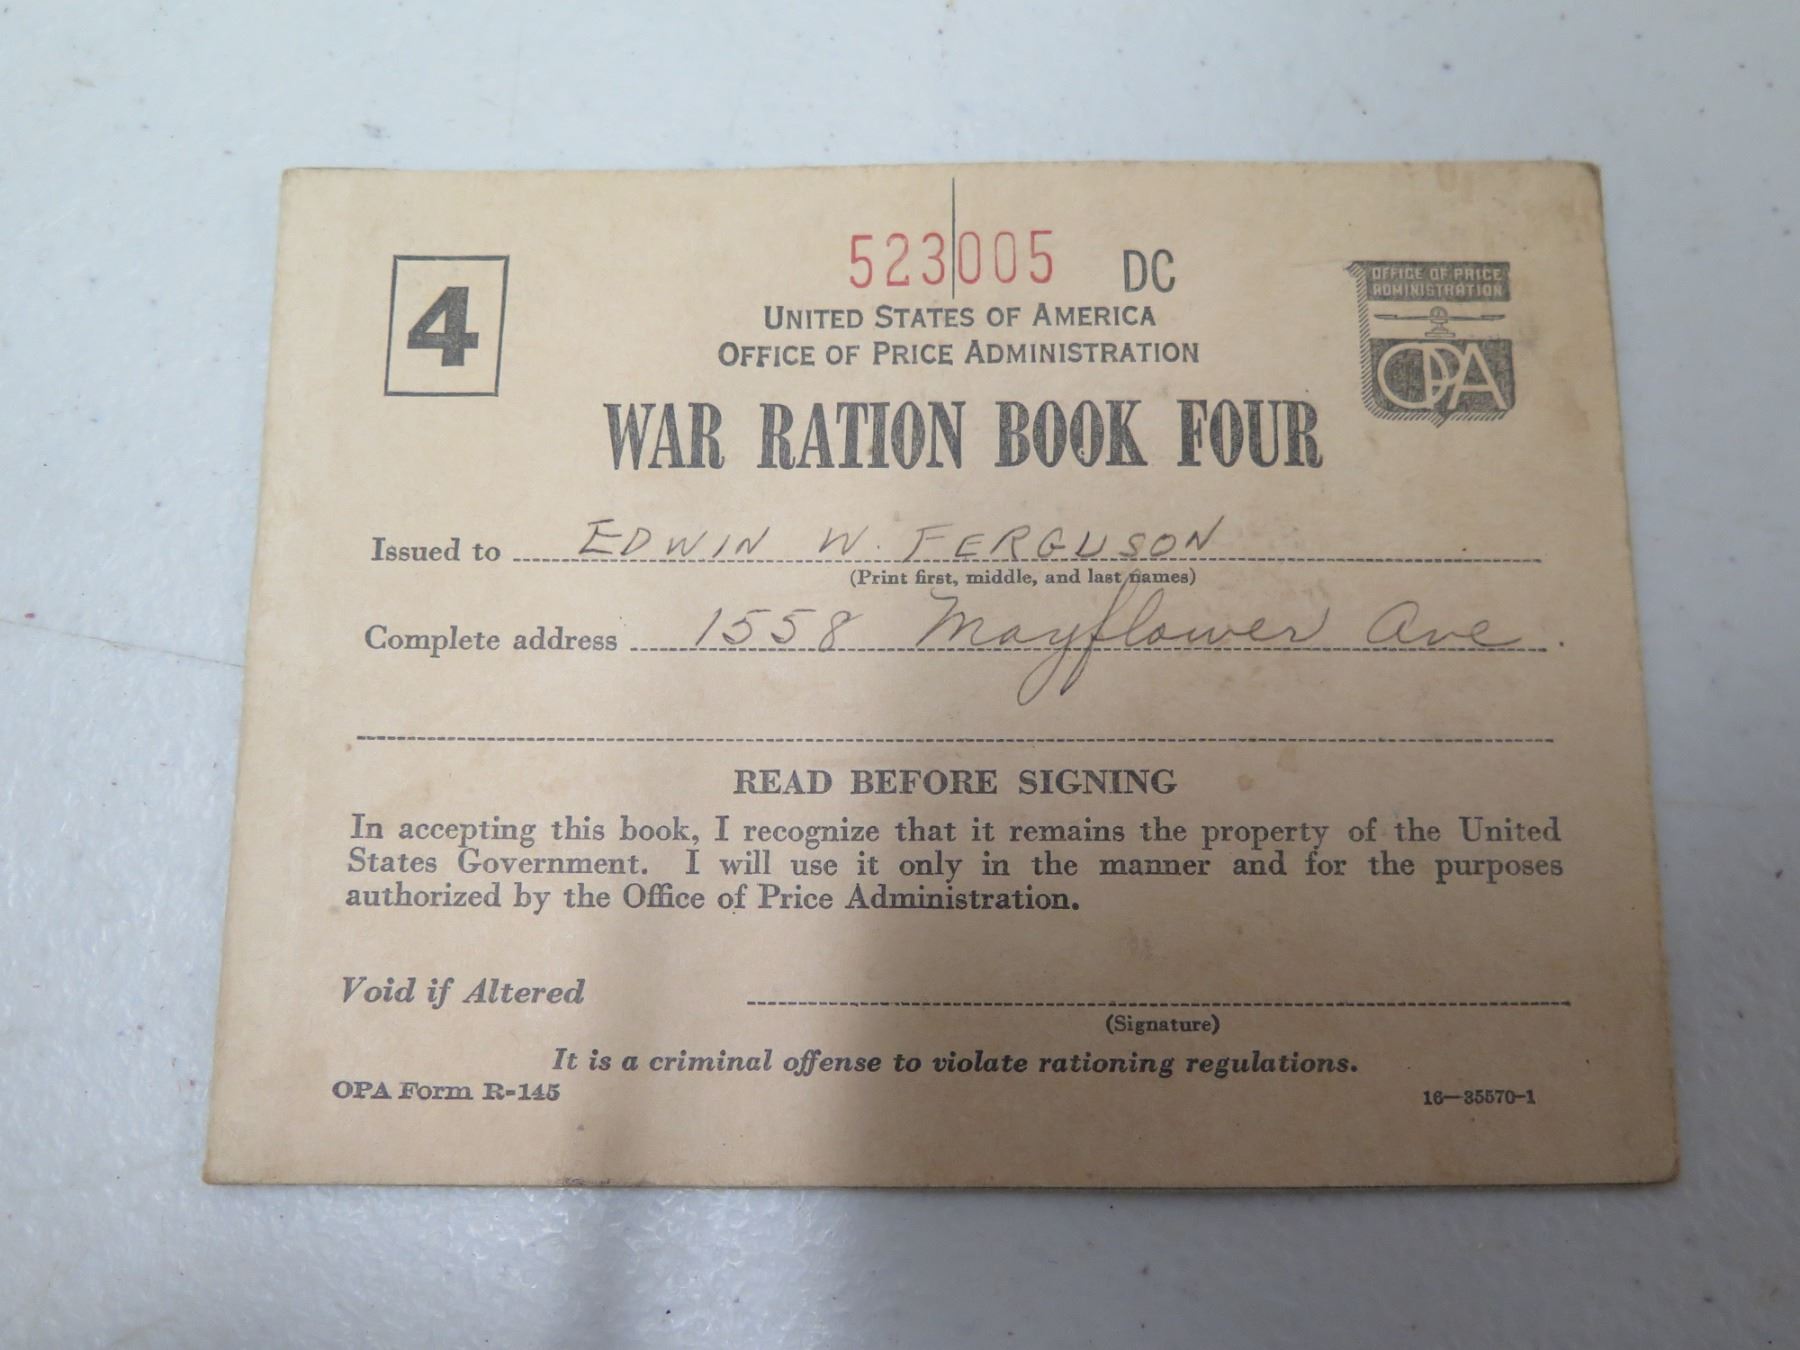 523005 DC
4
OFFICE OF PRICE
ADMINISTRATION
OPA
UNITED STATES OF AMERICA
OFFICE OF PRICE ADMINISTRATION
WAR RATION BOOK FOUR
Issued to EDWIN W. FERGUSON
(Print first, middle, and last names)
Complete address 1558 Mayflower Ave.
READ BEFORE SIGNING
In accepting this book, I recognize that it remains the property of the United
States Government. I will use it only in the manner and for the purposes
authorized by the Office of Price Administration.
Void if Altered
(Signature)
It is a criminal offense to violate rationing regulations.
OPA Form R-145 16—35570-1